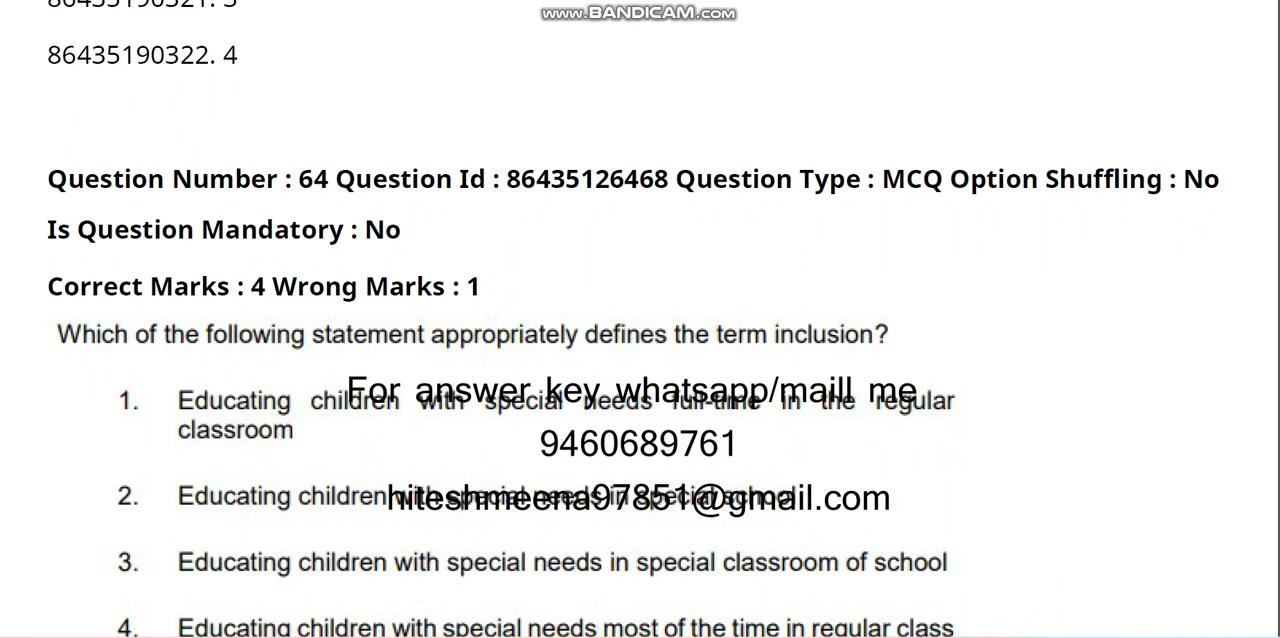 86435190321. 3
www.BANDICAM.com
86435190322. 4
Question Number : 64 Question Id : 86435126468 Question Type : MCQ Option Shuffling : No
Is Question Mandatory : No
Correct Marks : 4 Wrong Marks : 1
Which of the following statement appropriately defines the term inclusion?
For answer key whatsapp/maill me
1. Educating children with special needs full-time in the regular
classroom
9460689761
2. Educating children with special needs in special school
hiteshmeena97851@gmail.com
3. Educating children with special needs in special classroom of school
4. Educating children with special needs most of the time in regular class